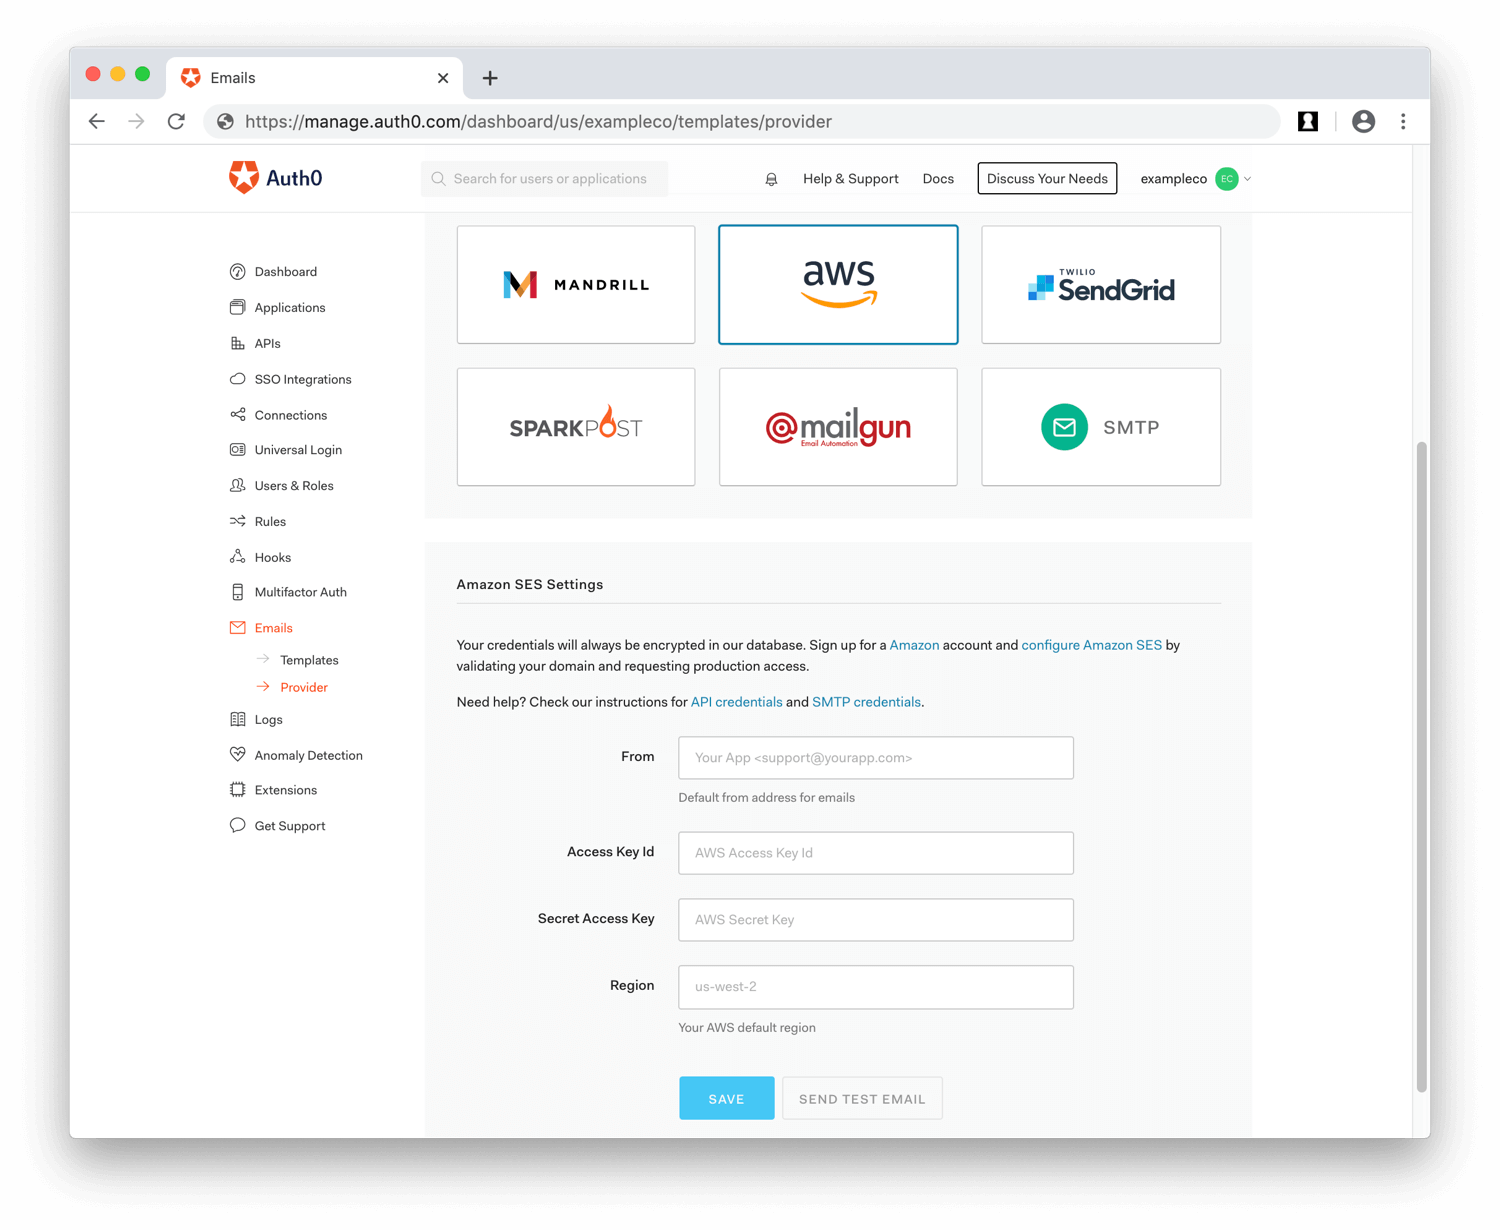 Emails
https://manage.auth0.com/dashboard/us/exampleco/templates/provider
Auth0
Search for users or applications
Help & Support
Docs
Discuss Your Needs
exampleco
EC
Dashboard
Applications
APIs
SSO Integrations
Connections
Universal Login
Users & Roles
Rules
Hooks
Multifactor Auth
Emails
Templates
Provider
Logs
Anomaly Detection
Extensions
Get Support
MANDRILL
aws
TWILIO
SendGrid
SPARKPOST
mailgun
Email Automation
SMTP
Amazon SES Settings
Your credentials will always be encrypted in our database. Sign up for a Amazon account and configure Amazon SES by
validating your domain and requesting production access.
Need help? Check our instructions for API credentials and SMTP credentials.
From
Your App <support@yourapp.com>
Default from address for emails
Access Key Id
AWS Access Key Id
Secret Access Key
AWS Secret Key
Region
us-west-2
Your AWS default region
SAVE
SEND TEST EMAIL